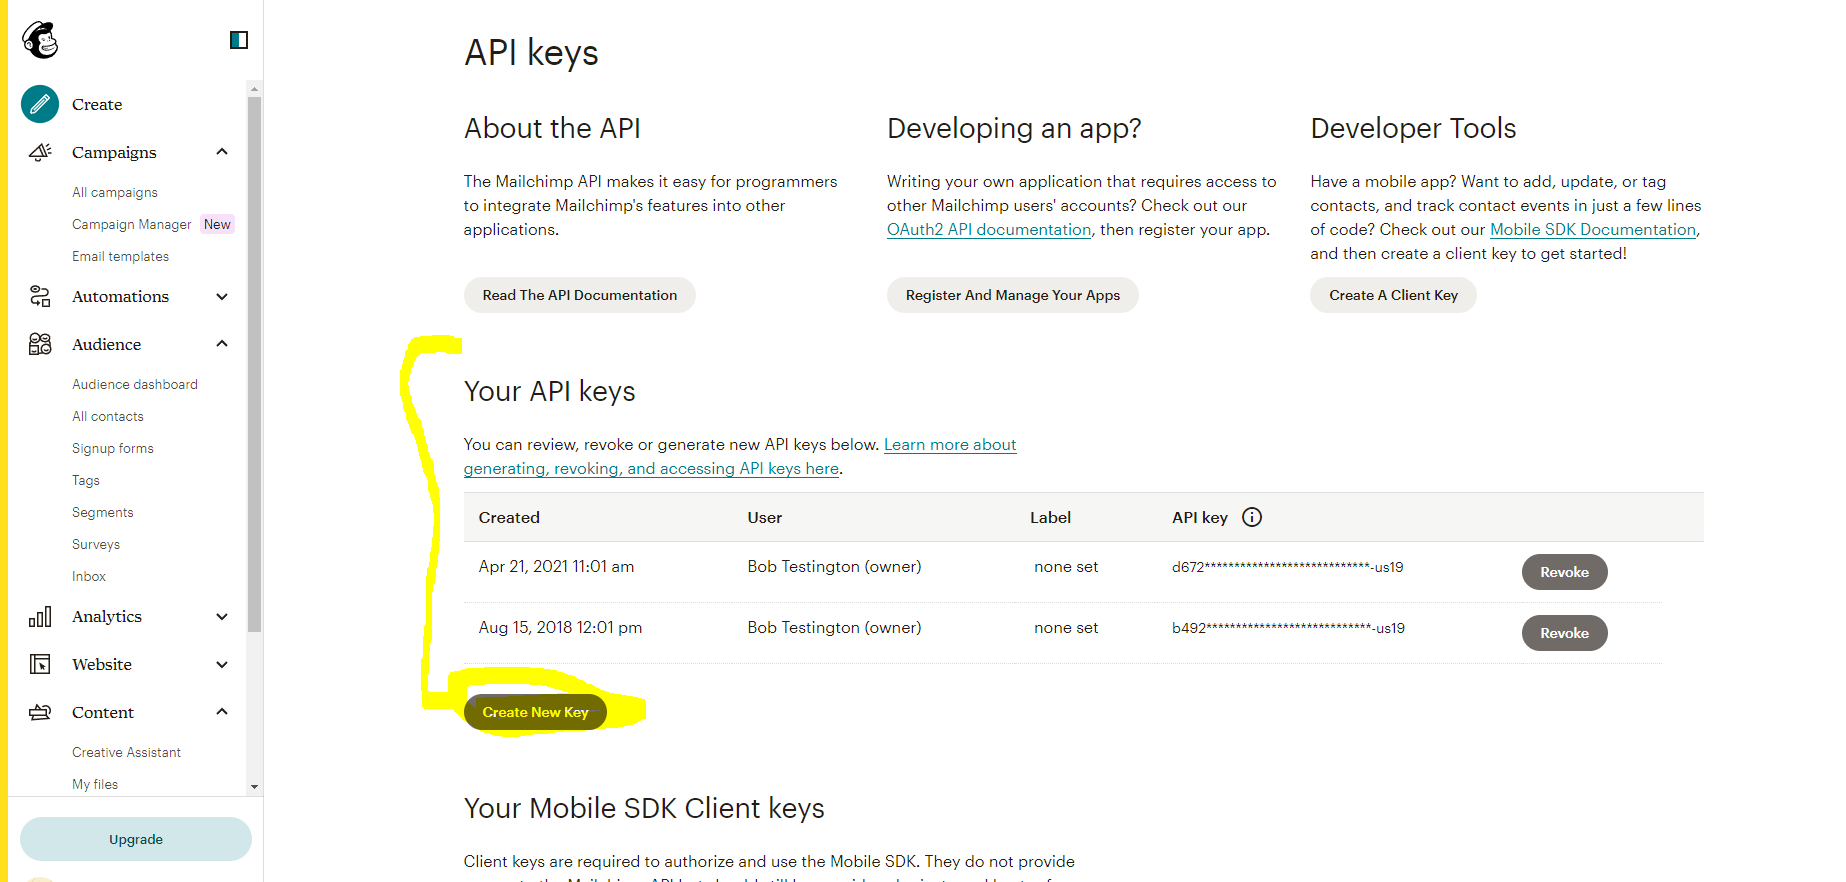 Create
Campaigns
All campaigns
Campaign Manager New
Email templates
Automations
Audience
Audience dashboard
All contacts
Signup forms
Tags
Segments
Surveys
Inbox
Analytics
Website
Content
Creative Assistant
My files
Upgrade
API keys
About the API
The Mailchimp API makes it easy for programmers
to integrate Mailchimp's features into other
applications.
Read The API Documentation
Developing an app?
Writing your own application that requires access to
other Mailchimp users' accounts? Check out our
OAuth2 API documentation, then register your app.
Register And Manage Your Apps
Developer Tools
Have a mobile app? Want to add, update, or tag
contacts, and track contact events in just a few lines
of code? Check out our Mobile SDK Documentation,
and then create a client key to get started!
Create A Client Key
Your API keys
You can review, revoke or generate new API keys below. Learn more about
generating, revoking, and accessing API keys here.
Created User Label API key
Apr 21, 2021 11:01 am Bob Testington (owner) none set d672****************************-us19 Revoke
Aug 15, 2018 12:01 pm Bob Testington (owner) none set b492****************************-us19 Revoke
Create New Key
Your Mobile SDK Client keys
Client keys are required to authorize and use the Mobile SDK. They do not provide